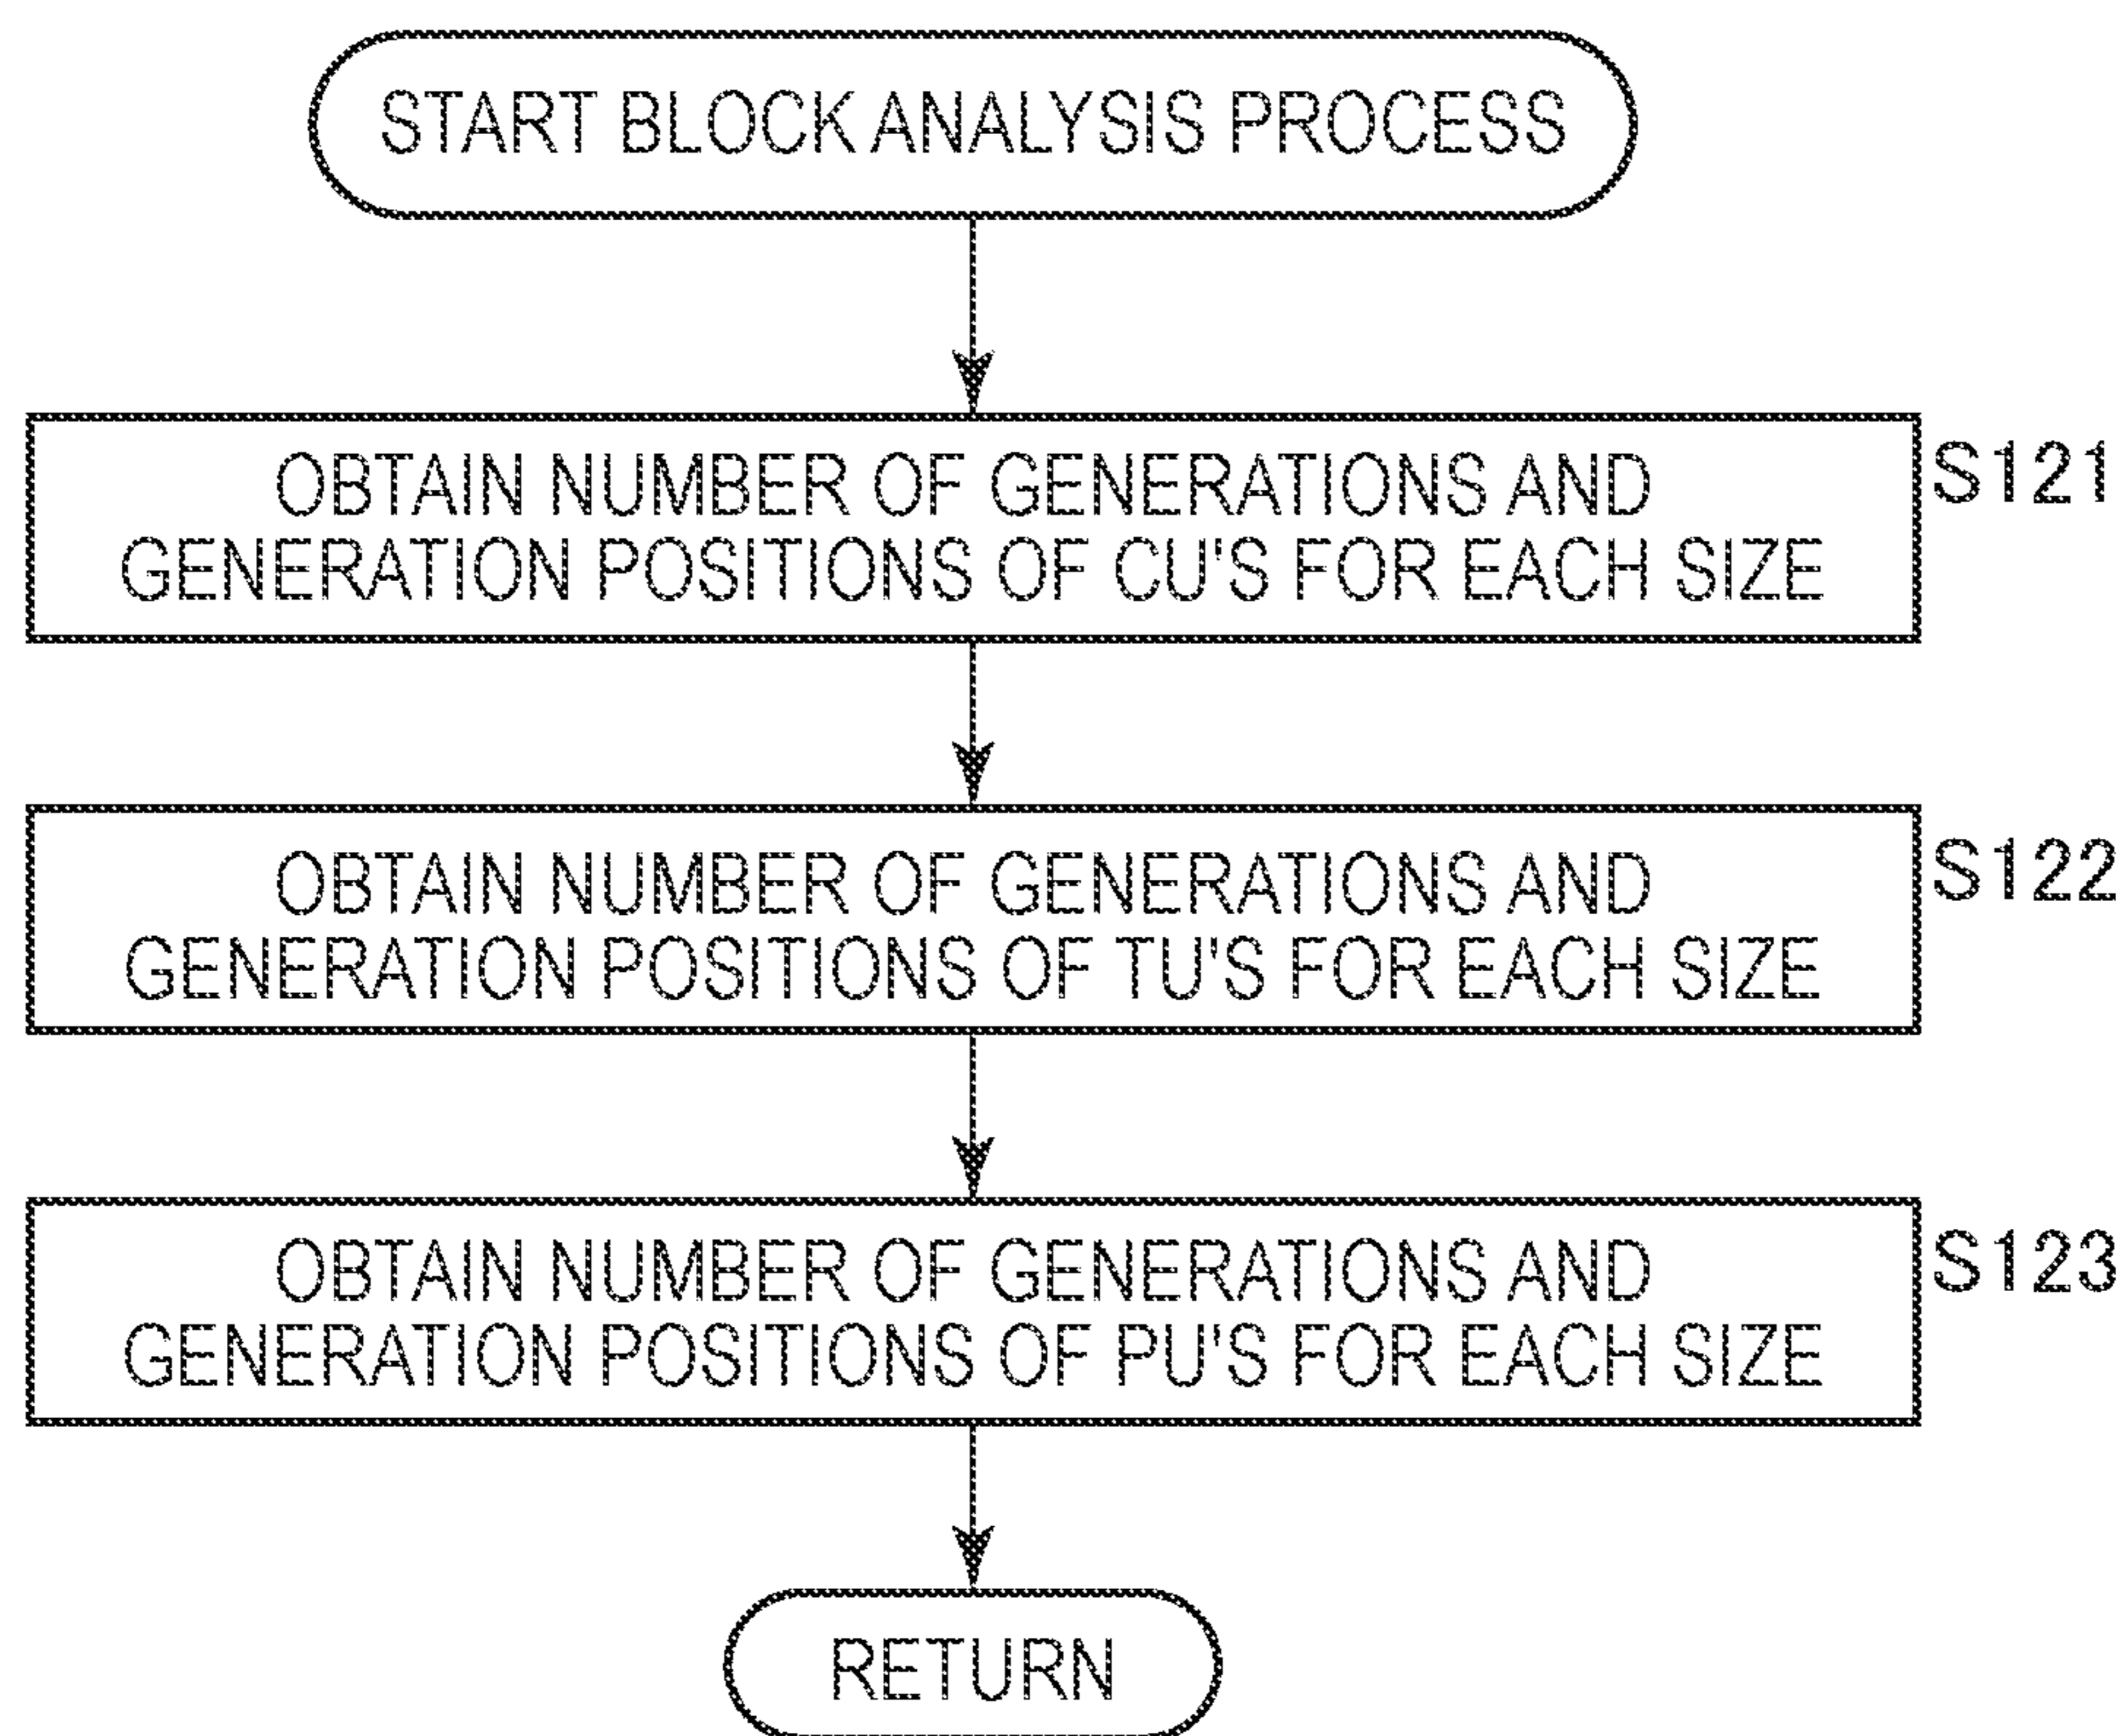 START BLOCK ANALYSIS PROCESS
OBTAIN NUMBER OF GENERATIONS AND
GENERATION POSITIONS OF CU'S FOR EACH SIZE
S121
OBTAIN NUMBER OF GENERATIONS AND
GENERATION POSITIONS OF TU'S FOR EACH SIZE
S122
OBTAIN NUMBER OF GENERATIONS AND
GENERATION POSITIONS OF PU'S FOR EACH SIZE
S123
RETURN